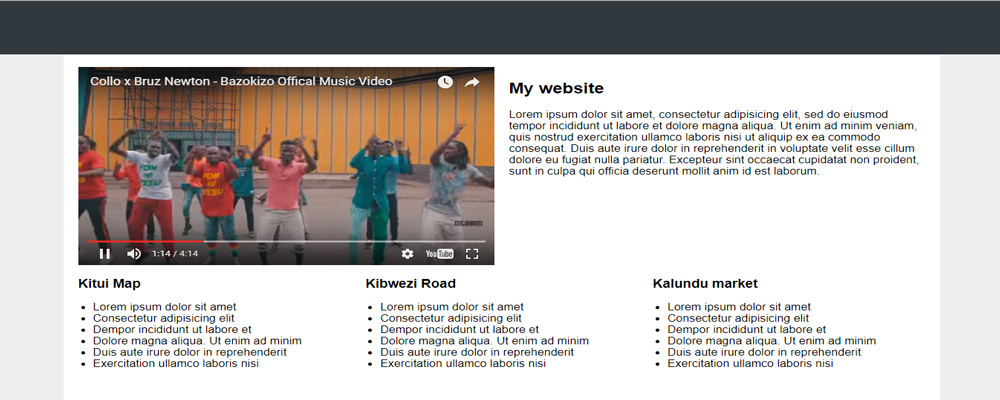 Collo x Bruz Newton - Bazokizo Offical Music Video
1:14 / 4:14
YouTube
My website
Lorem ipsum dolor sit amet, consectetur adipisicing elit, sed do eiusmod
tempor incididunt ut labore et dolore magna aliqua. Ut enim ad minim veniam,
quis nostrud exercitation ullamco laboris nisi ut aliquip ex ea commodo
consequat. Duis aute irure dolor in reprehenderit in voluptate velit esse cillum
dolore eu fugiat nulla pariatur. Excepteur sint occaecat cupidatat non proident,
sunt in culpa qui officia deserunt mollit anim id est laborum.
Kitui Map
Lorem ipsum dolor sit amet
Consectetur adipisicing elit
Dempor incididunt ut labore et
Dolore magna aliqua. Ut enim ad minim
Duis aute irure dolor in reprehenderit
Exercitation ullamco laboris nisi
Kibwezi Road
Lorem ipsum dolor sit amet
Consectetur adipisicing elit
Dempor incididunt ut labore et
Dolore magna aliqua. Ut enim ad minim
Duis aute irure dolor in reprehenderit
Exercitation ullamco laboris nisi
Kalundu market
Lorem ipsum dolor sit amet
Consectetur adipisicing elit
Dempor incididunt ut labore et
Dolore magna aliqua. Ut enim ad minim
Duis aute irure dolor in reprehenderit
Exercitation ullamco laboris nisi